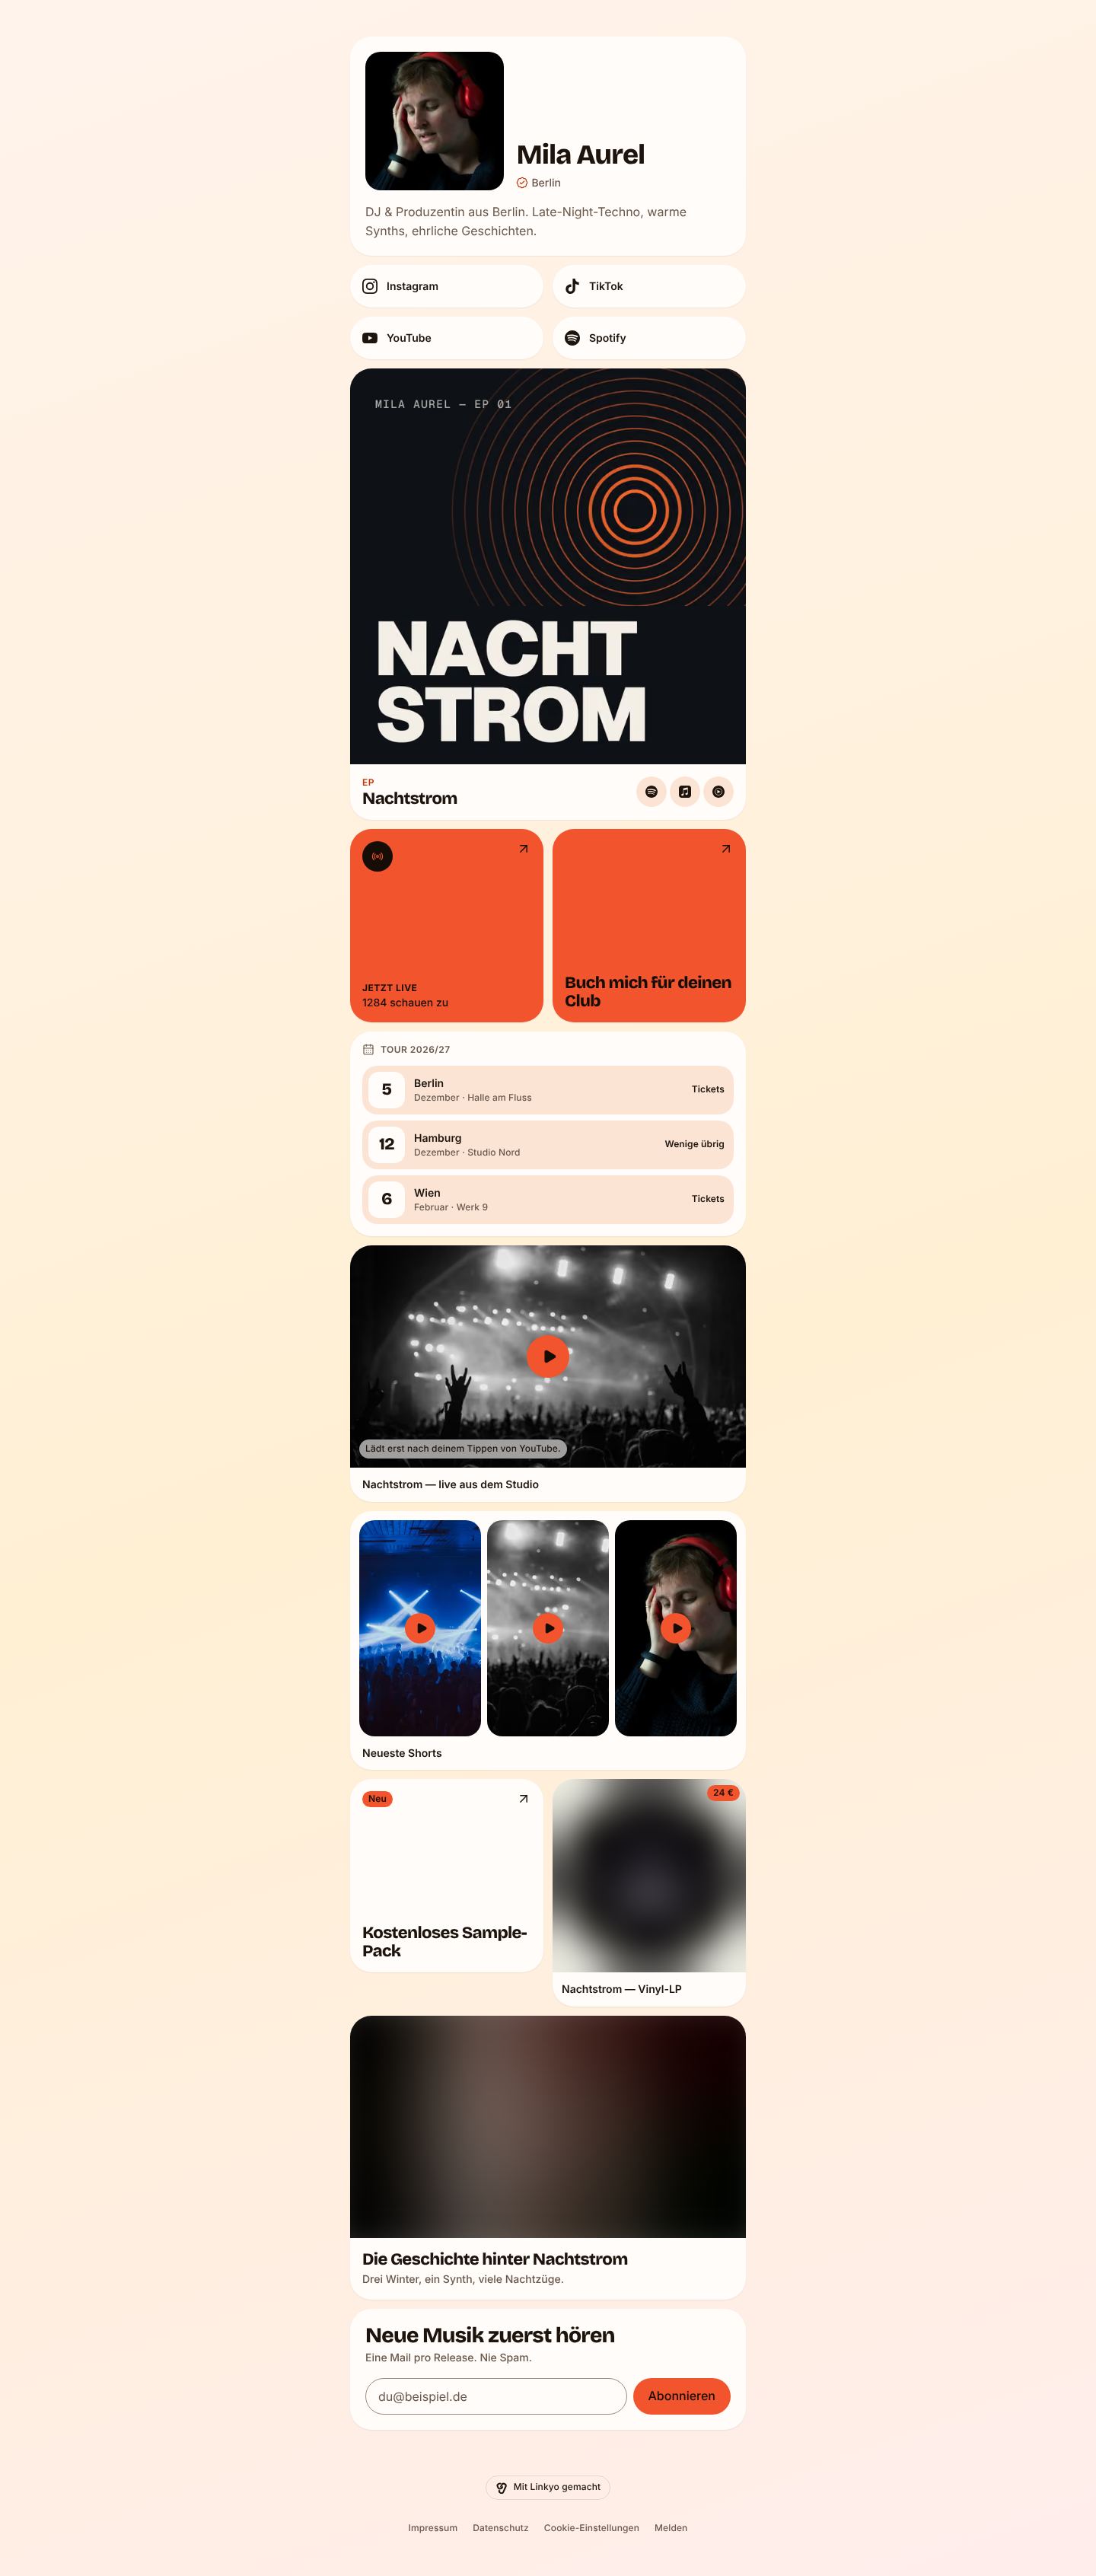 Mila Aurel
Berlin
DJ & Produzentin aus Berlin. Late-Night-Techno, warme
Synths, ehrliche Geschichten.
Instagram
TikTok
YouTube
Spotify
MILA AUREL — EP 01
NACHT
STROM
EP
Nachtstrom
JETZT LIVE
1284 schauen zu
Buch mich für deinen
Club
TOUR 2026/27
5
Berlin
Dezember · Halle am Fluss
Tickets
12
Hamburg
Dezember · Studio Nord
Wenige übrig
6
Wien
Februar · Werk 9
Tickets
Lädt erst nach deinem Tippen von YouTube.
Nachtstrom — live aus dem Studio
Neueste Shorts
Neu
Kostenloses Sample-
Pack
24 €
Nachtstrom — Vinyl-LP
Die Geschichte hinter Nachtstrom
Drei Winter, ein Synth, viele Nachtzüge.
Neue Musik zuerst hören
Eine Mail pro Release. Nie Spam.
du@beispiel.de
Abonnieren
Mit Linkyo gemacht
Impressum
Datenschutz
Cookie-Einstellungen
Melden